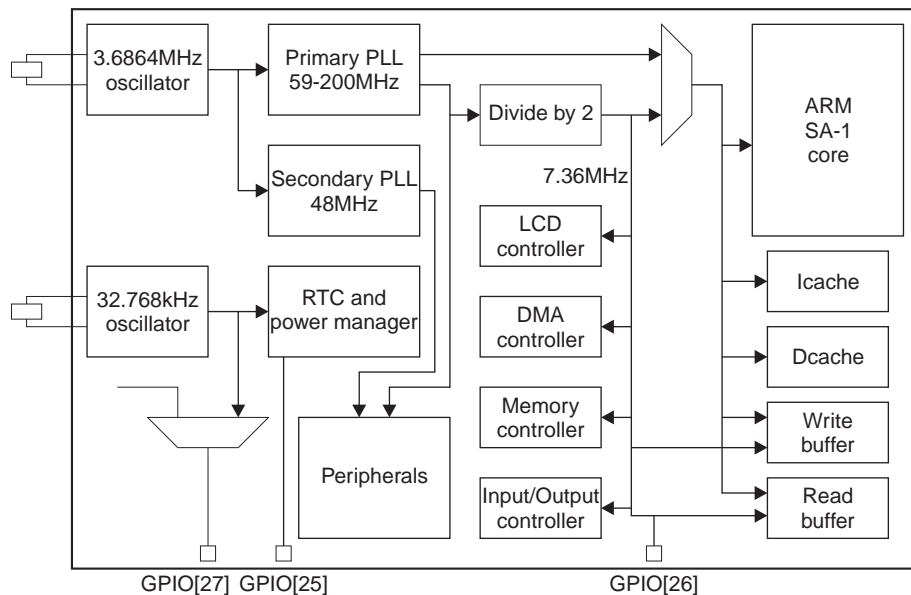 3.6864MHz
oscillator
Primary PLL
59-200MHz
Divide by 2
ARM
SA-1
core
Secondary PLL
48MHz
7.36MHz
LCD
controller
32.768kHz
oscillator
RTC and
power manager
Icache
DMA
controller
Dcache
Memory
controller
Write
buffer
Peripherals
Input/Output
controller
Read
buffer
GPIO[27]
GPIO[25]
GPIO[26]